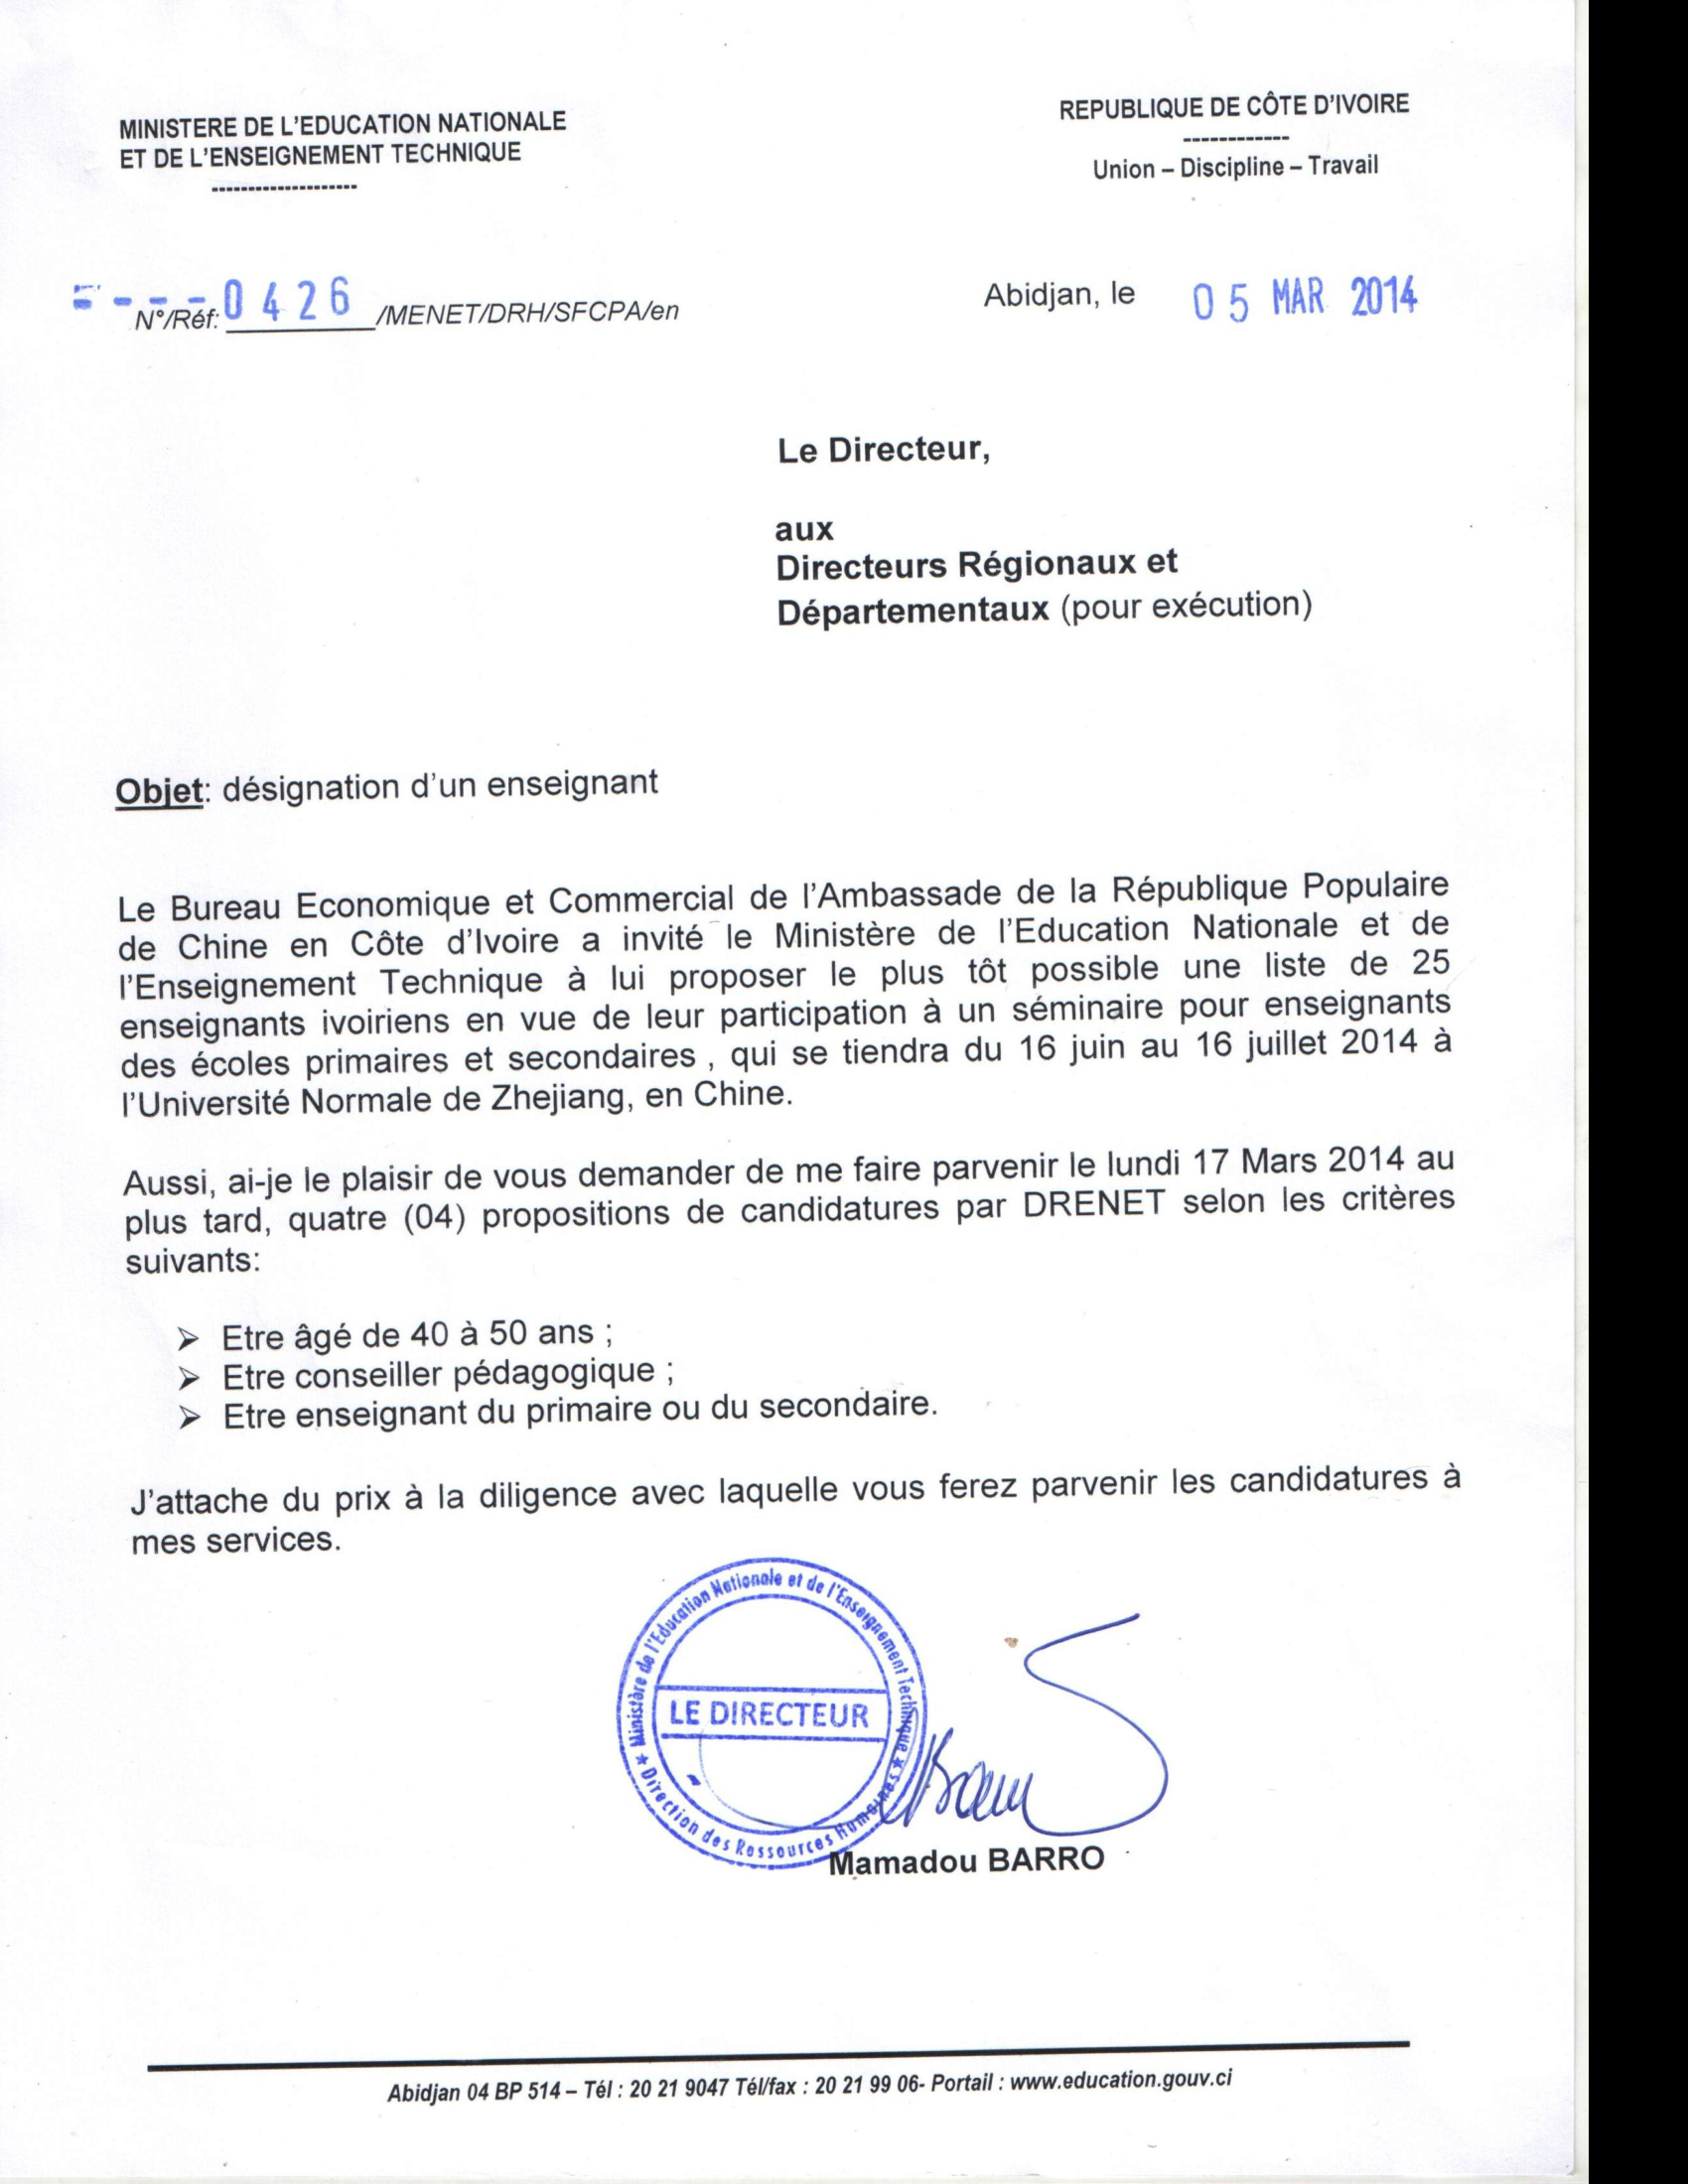 MINISTERE DE L'EDUCATION NATIONALE
ET DE L'ENSEIGNEMENT TECHNIQUE
--------------------
REPUBLIQUE DE CÔTE D'IVOIRE
------------
Union – Discipline – Travail
N°/Réf: 0426 /MENET/DRH/SFCPA/en
Abidjan, le 05 MAR 2014
Le Directeur,
aux
Directeurs Régionaux et
Départementaux (pour exécution)
Objet: désignation d'un enseignant
Le Bureau Economique et Commercial de l'Ambassade de la République Populaire
de Chine en Côte d'Ivoire a invité le Ministère de l'Education Nationale et de
l'Enseignement Technique à lui proposer le plus tôt possible une liste de 25
enseignants ivoiriens en vue de leur participation à un séminaire pour enseignants
des écoles primaires et secondaires , qui se tiendra du 16 juin au 16 juillet 2014 à
l'Université Normale de Zhejiang, en Chine.
Aussi, ai-je le plaisir de vous demander de me faire parvenir le lundi 17 Mars 2014 au
plus tard, quatre (04) propositions de candidatures par DRENET selon les critères
suivants:
➢ Etre âgé de 40 à 50 ans ;
➢ Etre conseiller pédagogique ;
➢ Etre enseignant du primaire ou du secondaire.
J'attache du prix à la diligence avec laquelle vous ferez parvenir les candidatures à
mes services.
Ministère de l'Education Nationale et de l'Enseignement Technique
LE DIRECTEUR
★ Direction des Ressources Humaines ★
Mamadou BARRO
Abidjan 04 BP 514 – Tél : 20 21 9047 Tél/fax : 20 21 99 06- Portail : www.education.gouv.ci